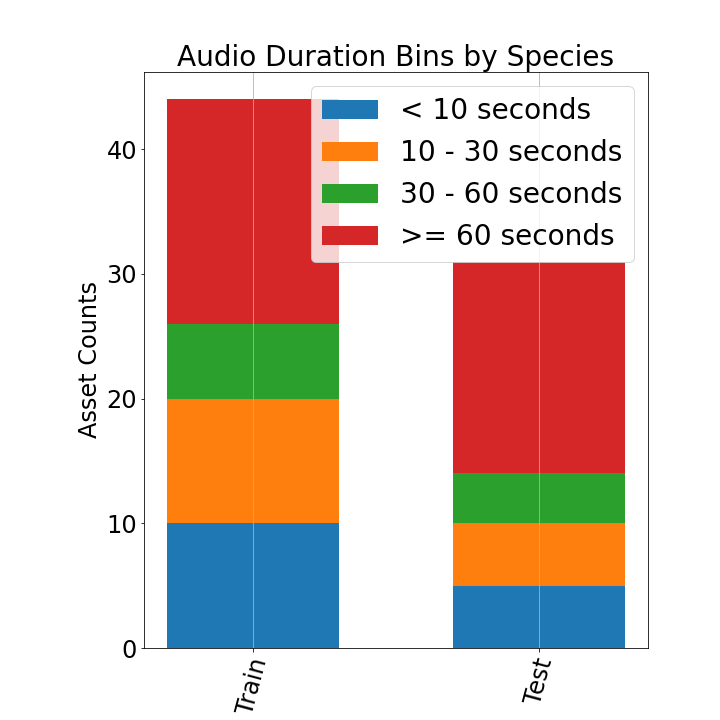 Audio Duration Bins by Species
< 10 seconds
10 - 30 seconds
30 - 60 seconds
>= 60 seconds
Asset Counts
40
30
20
10
0
Train
Test